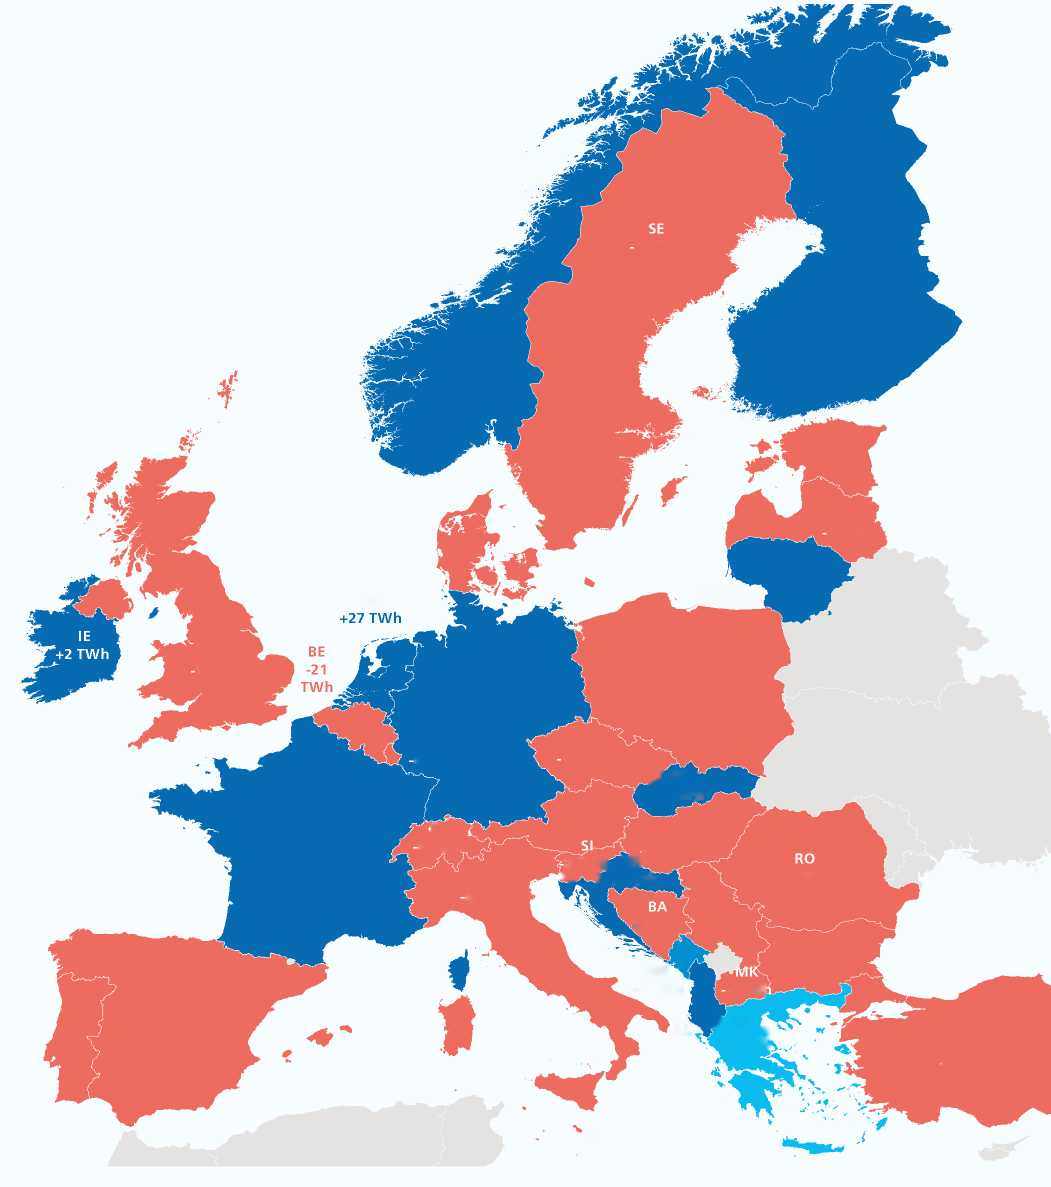 SE
+27 TWh
IE
+2 TWh
BE
-21
TWh
SI
RO
BA
MK